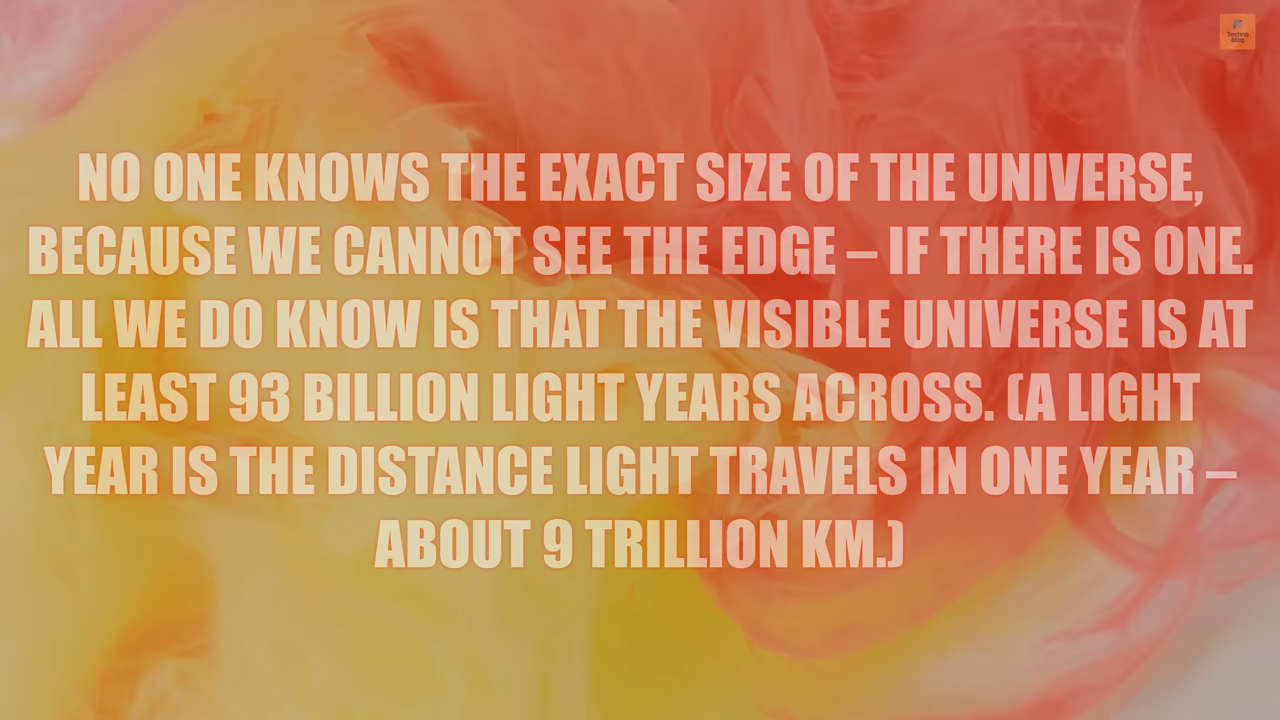 Techno
Blog
NO ONE KNOWS THE EXACT SIZE OF THE UNIVERSE,
BECAUSE WE CANNOT SEE THE EDGE – IF THERE IS ONE.
ALL WE DO KNOW IS THAT THE VISIBLE UNIVERSE IS AT
LEAST 93 BILLION LIGHT YEARS ACROSS. (A LIGHT
YEAR IS THE DISTANCE LIGHT TRAVELS IN ONE YEAR –
ABOUT 9 TRILLION KM.)